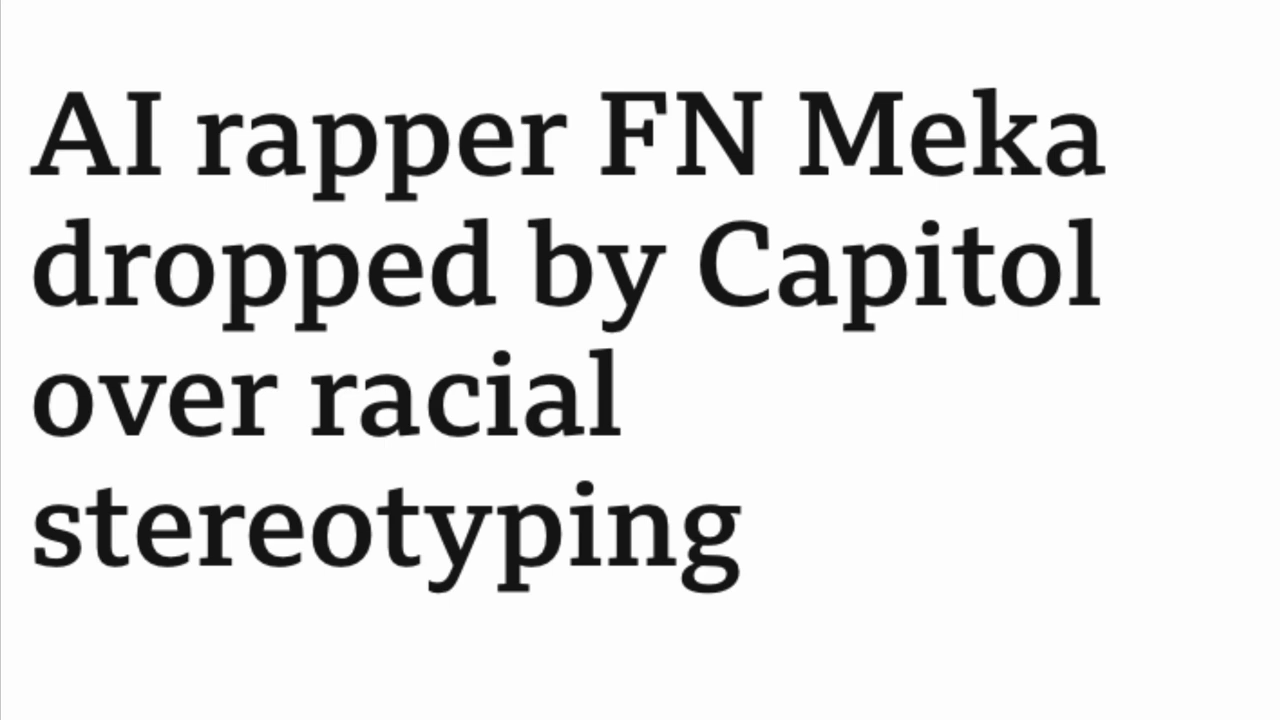 AI rapper FN Meka
dropped by Capitol
over racial
stereotyping